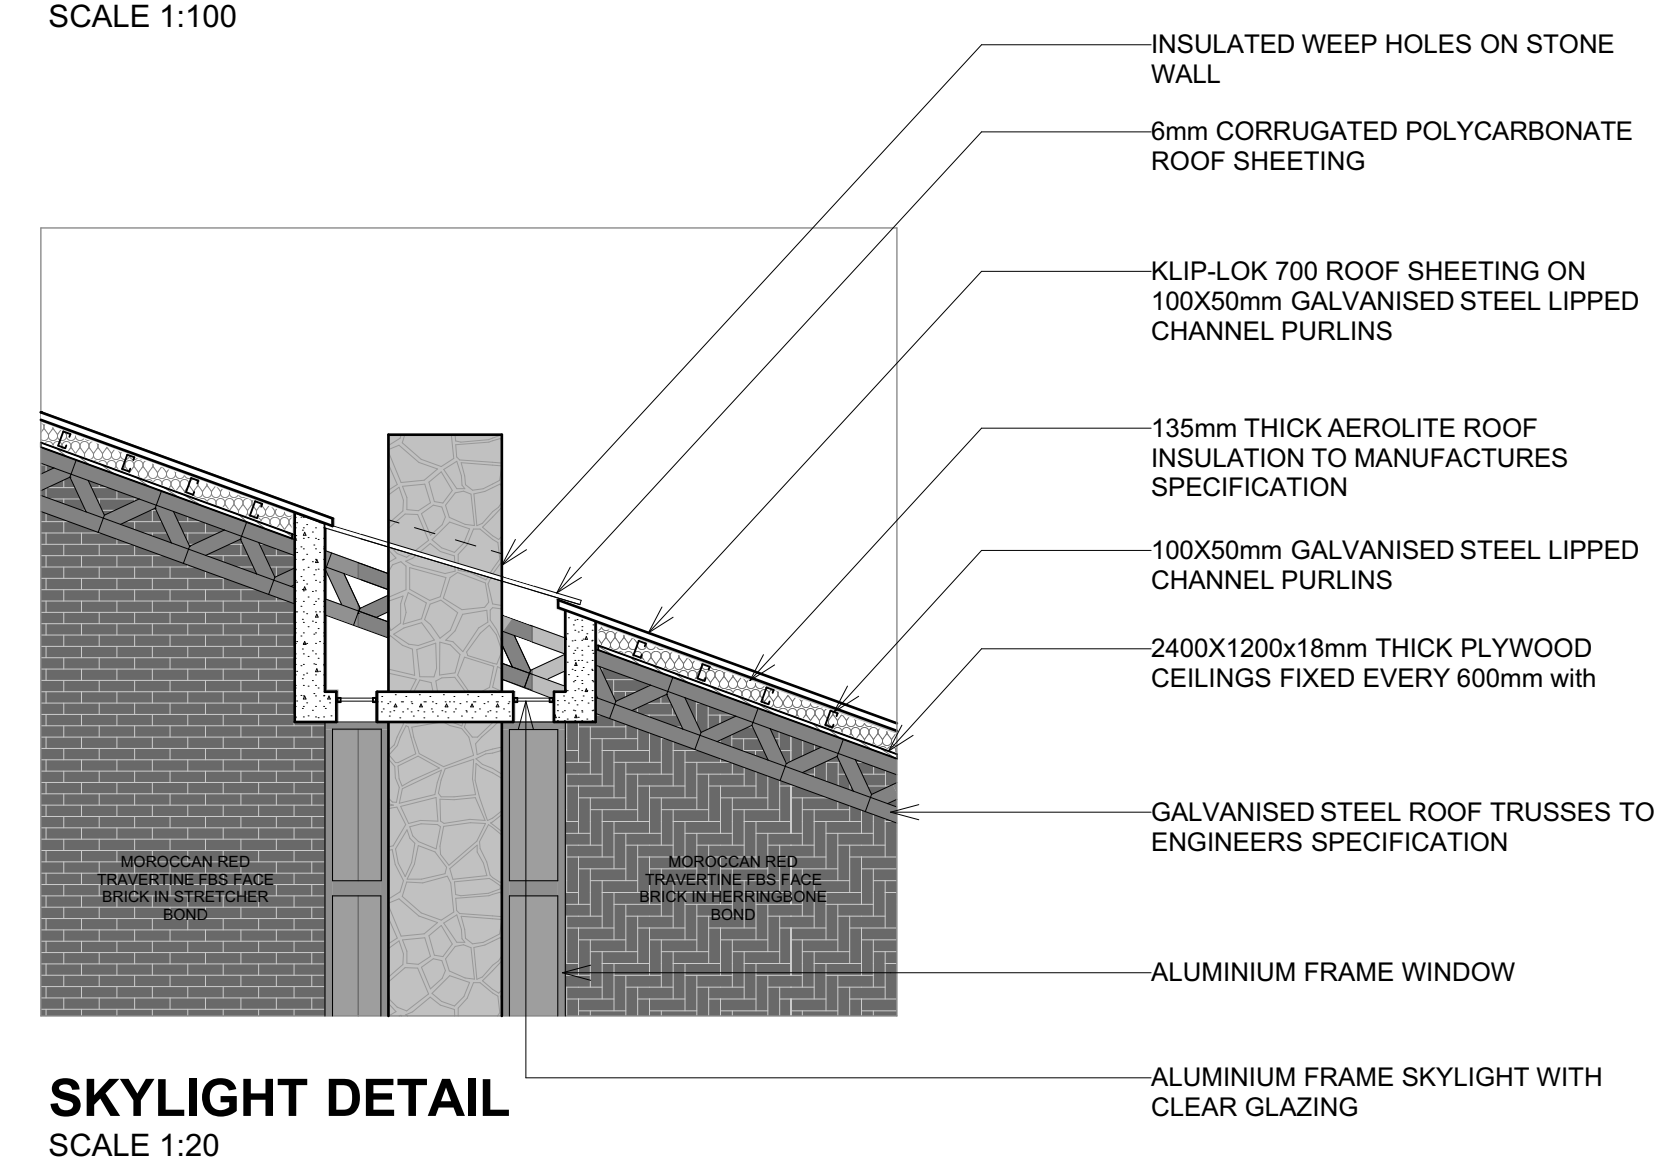 SCALE 1:100
INSULATED WEEP HOLES ON STONE
WALL
6mm CORRUGATED POLYCARBONATE
ROOF SHEETING
KLIP-LOK 700 ROOF SHEETING ON
100X50mm GALVANISED STEEL LIPPED
CHANNEL PURLINS
135mm THICK AEROLITE ROOF
INSULATION TO MANUFACTURES
SPECIFICATION
100X50mm GALVANISED STEEL LIPPED
CHANNEL PURLINS
2400X1200x18mm THICK PLYWOOD
CEILINGS FIXED EVERY 600mm with
GALVANISED STEEL ROOF TRUSSES TO
ENGINEERS SPECIFICATION
MOROCCAN RED
TRAVERTINE FBS FACE
BRICK IN STRETCHER
BOND
MOROCCAN RED
TRAVERTINE FBS FACE
BRICK IN HERRINGBONE
BOND
ALUMINIUM FRAME WINDOW
ALUMINIUM FRAME SKYLIGHT WITH
CLEAR GLAZING
SKYLIGHT DETAIL
SCALE 1:20